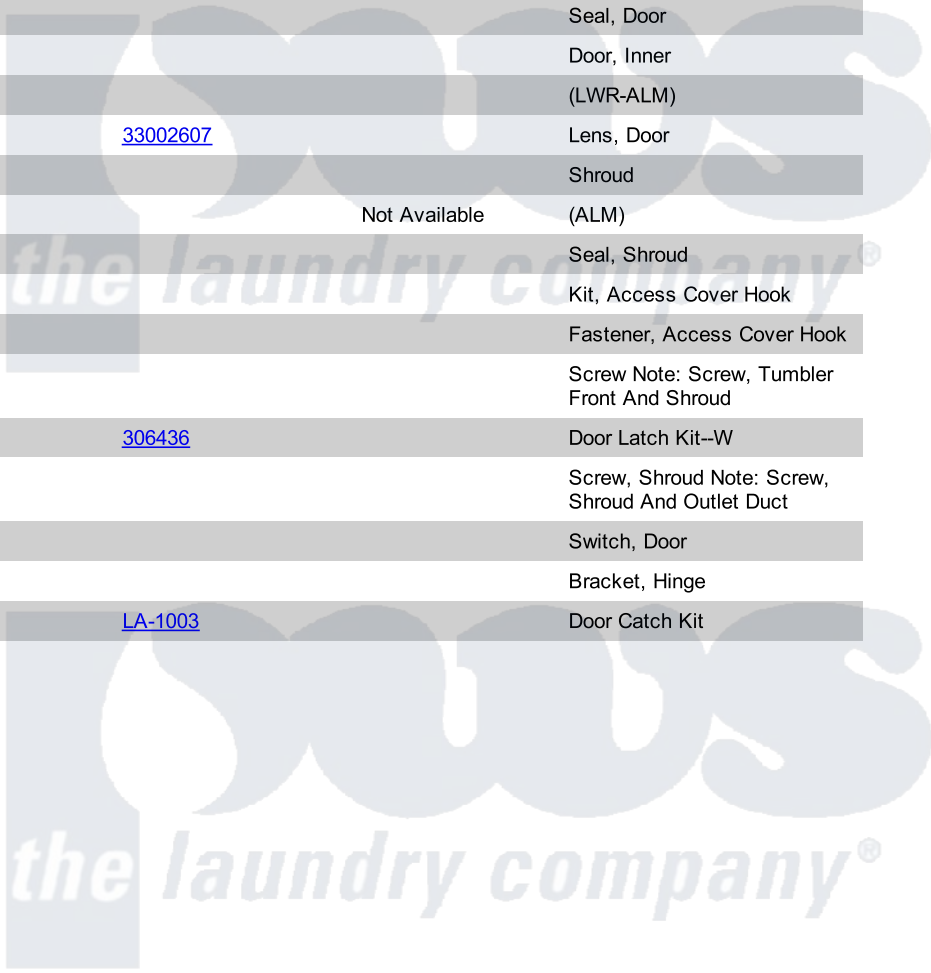 Seal, Door
Door, Inner
(LWR-ALM)
33002607 Lens, Door
Shroud
Not Available (ALM)
Seal, Shroud
the laundry company®
Kit, Access Cover Hook
Fastener, Access Cover Hook
Screw Note: Screw, Tumbler
Front And Shroud
306436 Door Latch Kit--W
Screw, Shroud Note: Screw,
Shroud And Outlet Duct
Switch, Door
Bracket, Hinge
LA-1003 Door Catch Kit
pws
the laundry company®